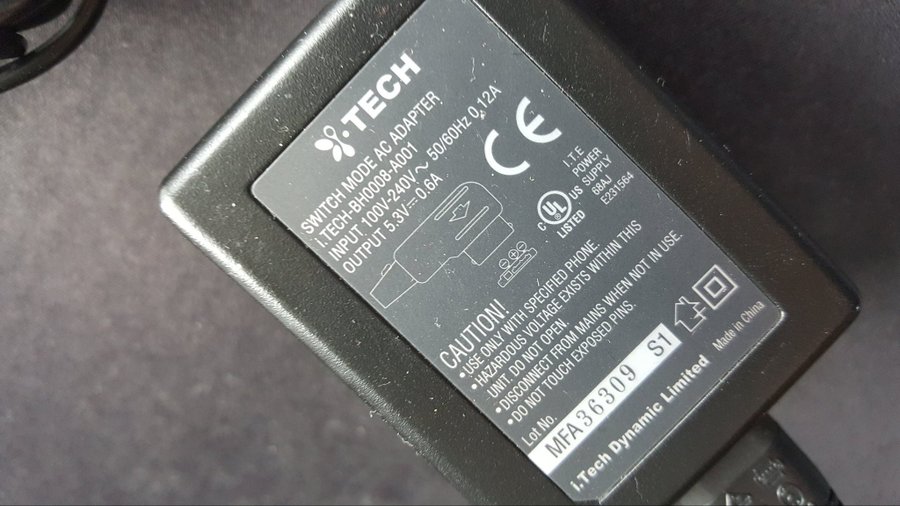 i.TECH
SWITCH MODE AC ADAPTER
I.TECH-BH0008-A001
INPUT 100V-240V~ 50/60Hz 0.12A
OUTPUT 5.3V⎓ 0.6A
CE
C UL US
LISTED
I.T.E
POWER
SUPPLY
68AJ
E231564
CAUTION!
• USE ONLY WITH SPECIFIED PHONE.
• HAZARDOUS VOLTAGE EXISTS WITHIN THIS
UNIT. DO NOT OPEN.
• DISCONNECT FROM MAINS WHEN NOT IN USE.
• DO NOT TOUCH EXPOSED PINS.
Lot No.
MFA36309 S1
i.Tech Dynamic Limited
Made in China